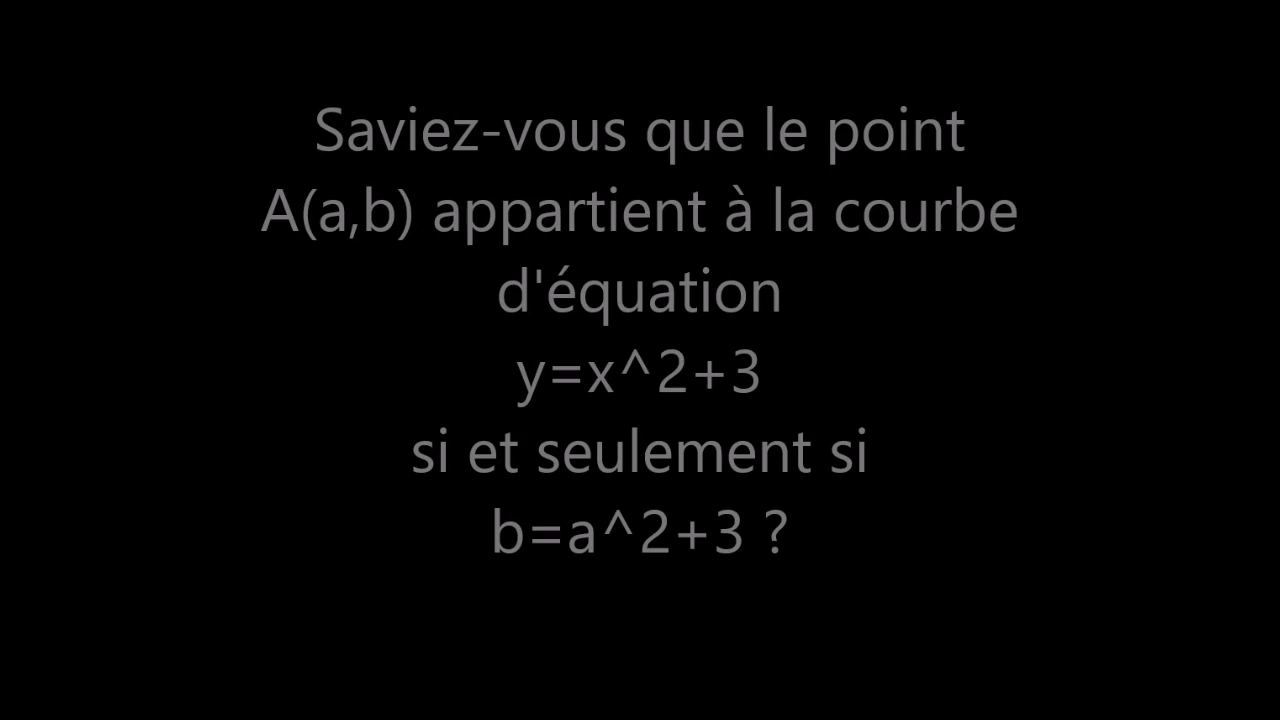 Saviez-vous que le point
A(a,b) appartient à la courbe
d'équation
y=x^2+3
si et seulement si
b=a^2+3 ?